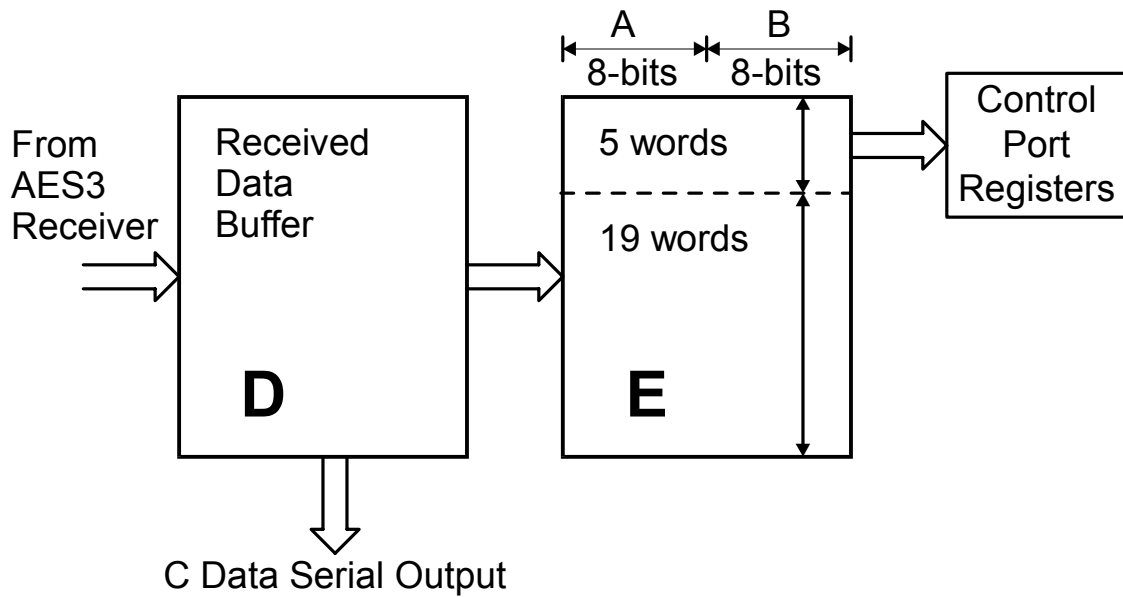 A
B
8-bits
8-bits
From
AES3
Receiver
Received
Data
Buffer
D
5 words
19 words
E
Control
Port
Registers
C Data Serial Output